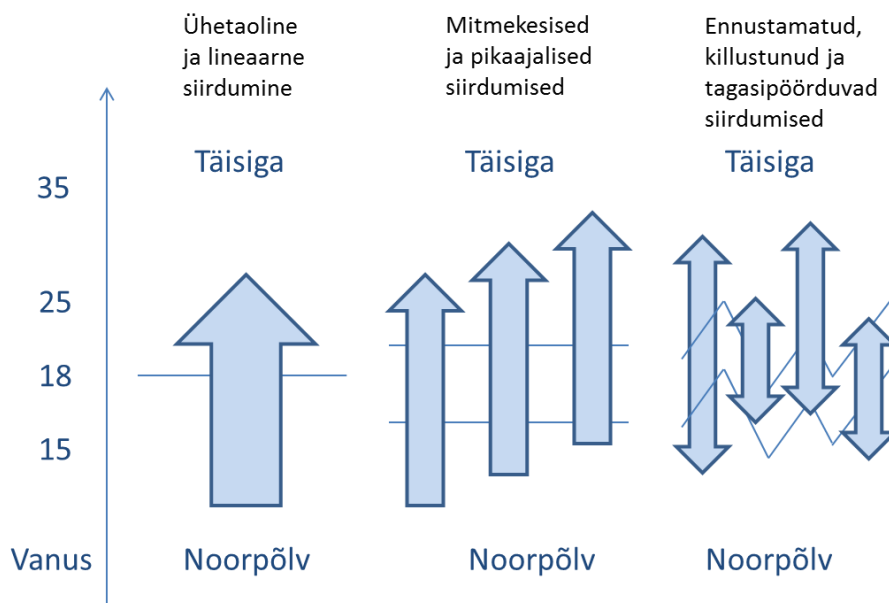 Ühetaoline
ja lineaarne
siirdumine
Mitmekesised
ja pikaajalised
siirdumised
Ennustamatud,
killustunud ja
tagasipöörduvad
siirdumised
Täisiga
Täisiga
Täisiga
35
25
18
15
Vanus
Noorpõlv
Noorpõlv
Noorpõlv